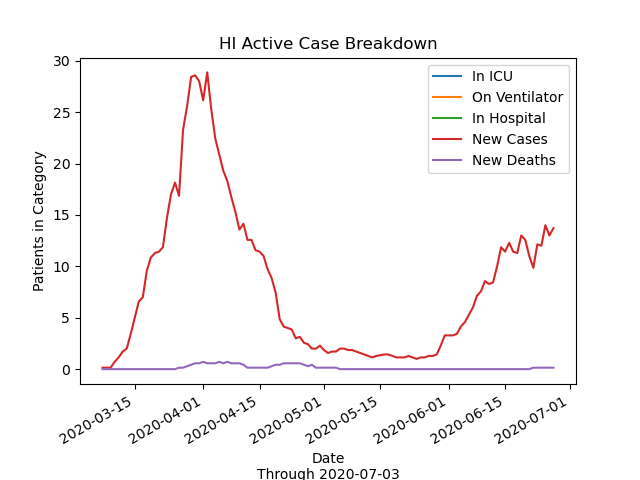 HI Active Case Breakdown
Patients in Category
30
25
20
15
10
5
0
In ICU
On Ventilator
In Hospital
New Cases
New Deaths
2020-03-15
2020-04-01
2020-04-15
2020-05-01
2020-05-15
2020-06-01
2020-06-15
2020-07-01
Date
Through 2020-07-03